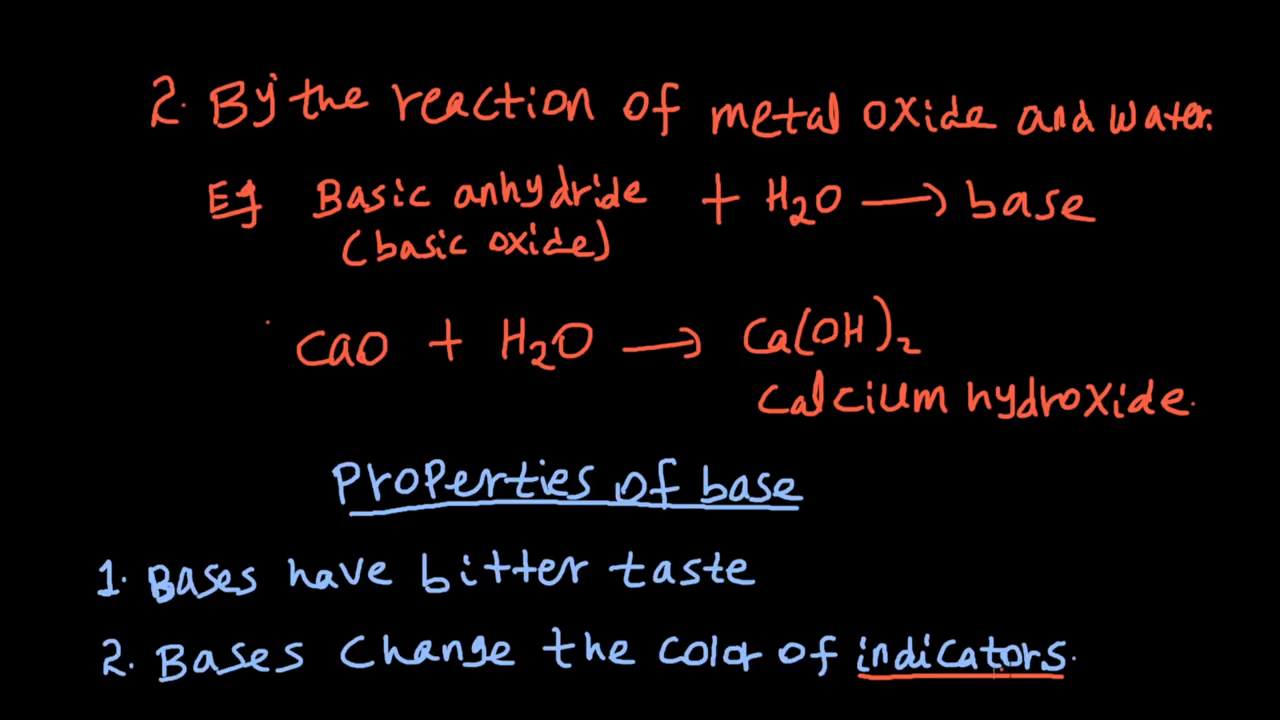 2. By the reaction of metal oxide and water.
Eg Basic anhydride + H₂O → base
(basic oxide)
CaO + H₂O → Ca(OH)₂
Calcium hydroxide.
Properties of base
1. Bases have bitter taste
2. Bases Change the color of indicators.